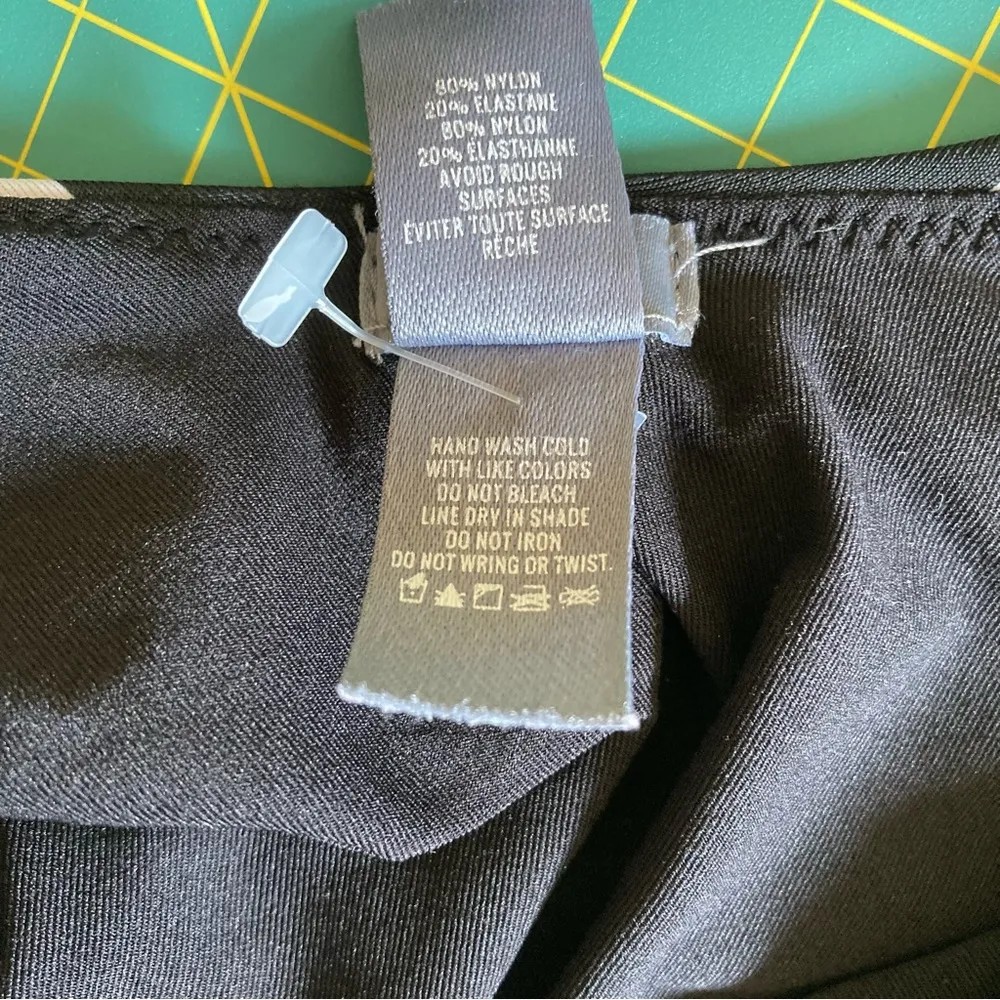 80% NYLON
20% ELASTANE
80% NYLON
20% ÉLASTHANNE
AVOID ROUGH
SURFACES
ÉVITER TOUTE SURFACE
RÊCHE
HAND WASH COLD
WITH LIKE COLORS
DO NOT BLEACH
LINE DRY IN SHADE
DO NOT IRON
DO NOT WRING OR TWIST.